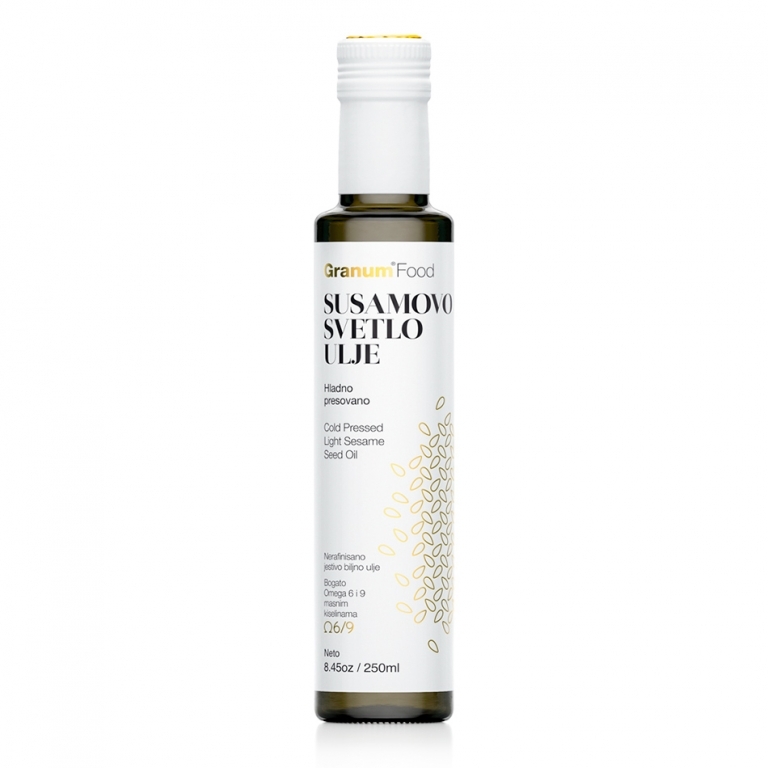 Granum® Food
SUSAMOVO
SVETLO
ULJE
Hladno
presovano
Cold Pressed
Light Sesame
Seed Oil
Nerafinisano
jestivo biljno ulje
Bogato
Omega 6 i 9
masnim
kiselinama
Ω6/9
Neto
8.45oz / 250ml